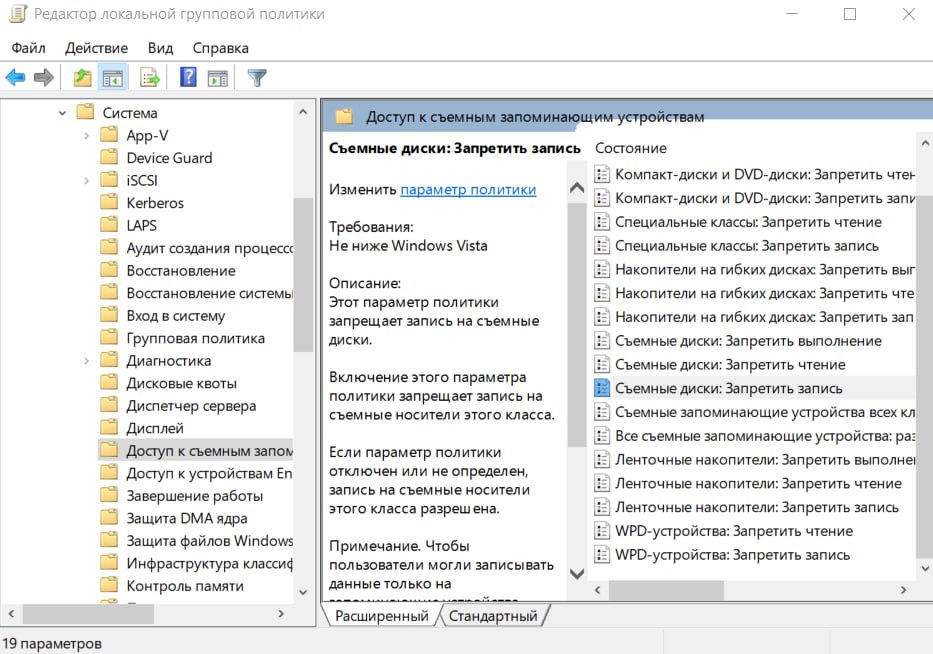 Редактор локальной групповой политики
Файл Действие Вид Справка
Система
App-V
Device Guard
iSCSI
Kerberos
LAPS
Аудит создания процессо
Восстановление
Восстановление системы
Вход в систему
Групповая политика
Диагностика
Дисковые квоты
Диспетчер сервера
Дисплей
Доступ к съемным запом
Доступ к устройствам En
Завершение работы
Защита DMA ядра
Защита файлов Windows
Инфраструктура классиф
Контроль памяти
Доступ к съемным запоминающим устройствам
Съемные диски: Запретить запись
Изменить параметр политики
Требования:
Не ниже Windows Vista
Описание:
Этот параметр политики
запрещает запись на съемные
диски.
Включение этого параметра
политики запрещает запись на
съемные носители этого класса.
Если параметр политики
отключен или не определен,
запись на съемные носители
этого класса разрешена.
Примечание. Чтобы
пользователи могли записывать
данные только на
запоминающие устройства
Состояние
Компакт-диски и DVD-диски: Запретить чтен
Компакт-диски и DVD-диски: Запретить запи
Специальные классы: Запретить чтение
Специальные классы: Запретить запись
Накопители на гибких дисках: Запретить вып
Накопители на гибких дисках: Запретить чте
Накопители на гибких дисках: Запретить зап
Съемные диски: Запретить выполнение
Съемные диски: Запретить чтение
Съемные диски: Запретить запись
Съемные запоминающие устройства всех кл
Все съемные запоминающие устройства: раз
Ленточные накопители: Запретить выполне
Ленточные накопители: Запретить чтение
Ленточные накопители: Запретить запись
WPD-устройства: Запретить чтение
WPD-устройства: Запретить запись
Расширенный Стандартный
19 параметров